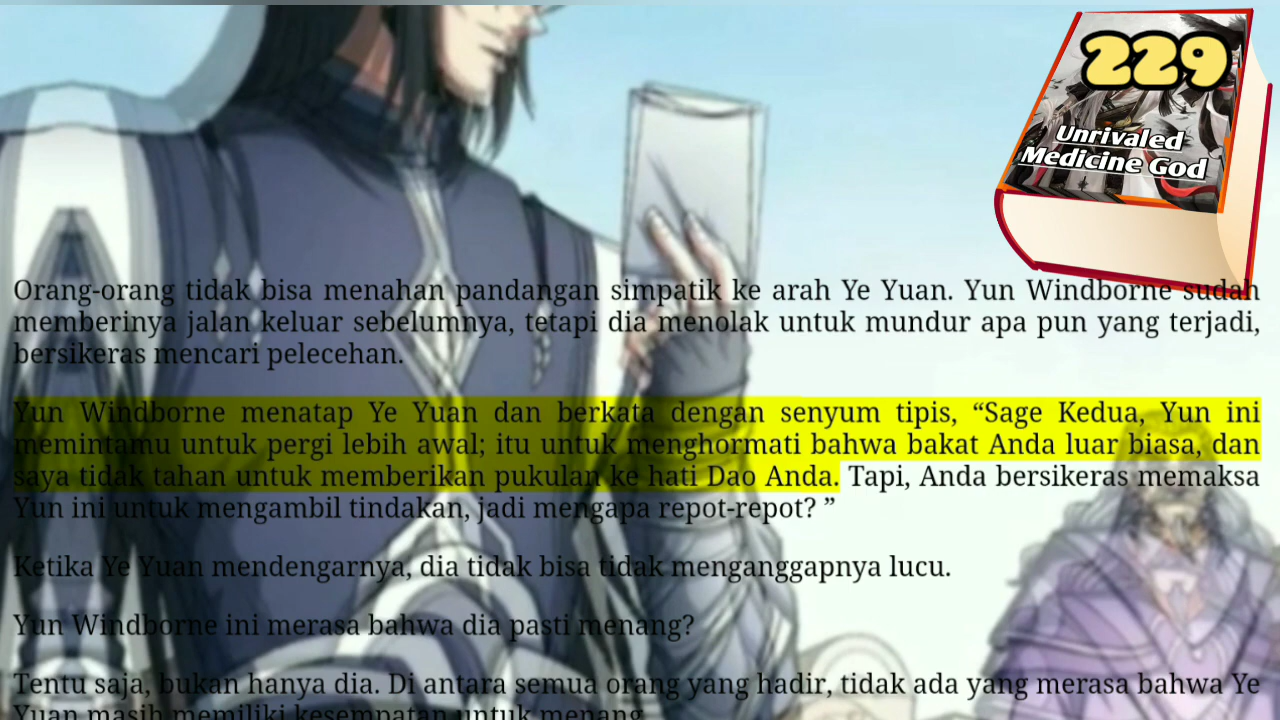 229
Unrivaled
Medicine God
Orang-orang tidak bisa menahan pandangan simpatik ke arah Ye Yuan. Yun Windborne sudah
memberinya jalan keluar sebelumnya, tetapi dia menolak untuk mundur apa pun yang terjadi,
bersikeras mencari pelecehan.
Yun Windborne menatap Ye Yuan dan berkata dengan senyum tipis, “Sage Kedua, Yun ini
memintamu untuk pergi lebih awal; itu untuk menghormati bahwa bakat Anda luar biasa, dan
saya tidak tahan untuk memberikan pukulan ke hati Dao Anda. Tapi, Anda bersikeras memaksa
Yun ini untuk mengambil tindakan, jadi mengapa repot-repot? ”
Ketika Ye Yuan mendengarnya, dia tidak bisa tidak menganggapnya lucu.
Yun Windborne ini merasa bahwa dia pasti menang?
Tentu saja, bukan hanya dia. Di antara semua orang yang hadir, tidak ada yang merasa bahwa Ye
Yuan masih memiliki kesempatan untuk menang